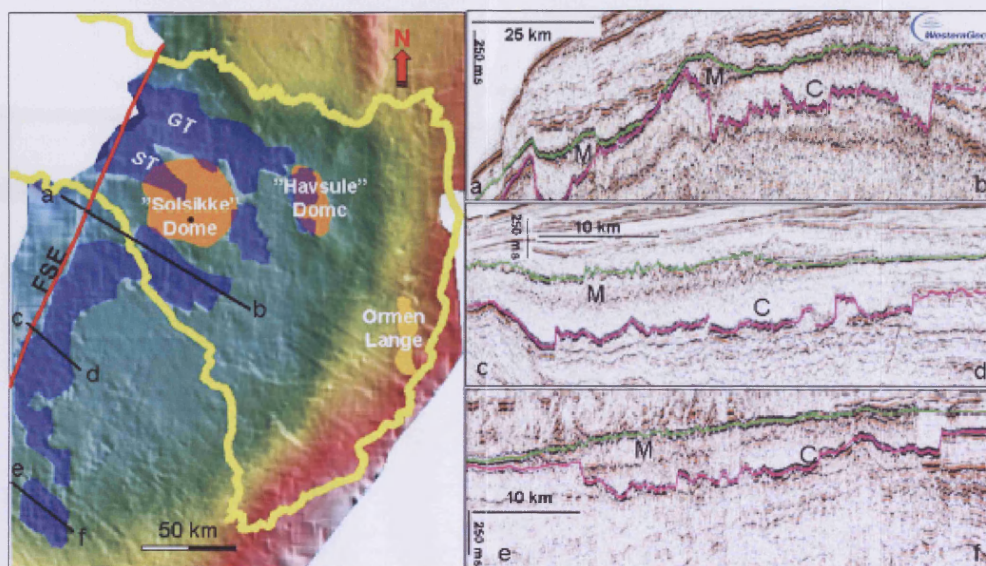 N
GT
ST
"Solsikke"
Dome
"Havsule"
Dome
a
b
FSE
c
d
Ormen
Lange
e
f
50 km
25 km
250 ms
WesternGeco
M
C
M
a
b
250 ms
10 km
M
C
c
d
M
C
10 km
250 ms
e
f